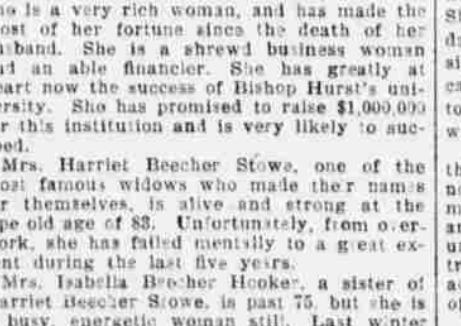 is a very rich woman, and has made the
ost of her fortune since the death of her
usband. She is a shrewd business woman
nd an able financier. She has greatly at
eart now the success of Bishop Hurst's uni-
ersity. She has promised to raise $1,000,000
r this institution and is very likely to suc-
eed.
Mrs. Harriet Beecher Stowe, one of the
ost famous widows who made their names
r themselves, is alive and strong at the
pe old age of 83. Unfortunately, from over-
ork, she has failed mentally to a great ex-
ent during the last five years.
Mrs. Isabella Beecher Hooker, a sister of
arriet Beecher Stowe, is past 75, but she is
busy, energetic woman still. Last winter